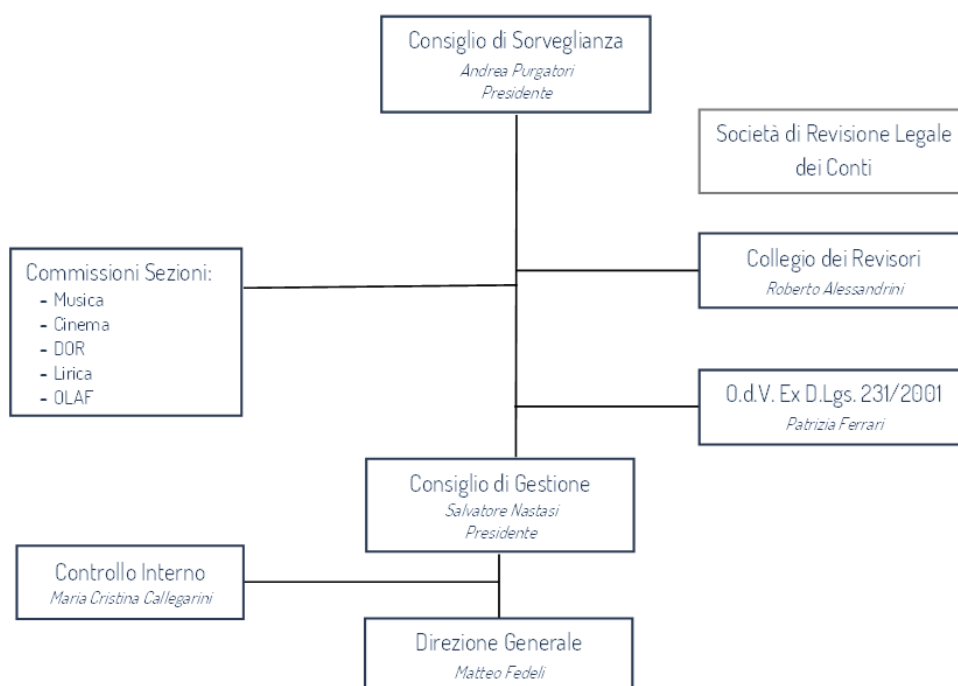 Consiglio di Sorveglianza
Andrea Purgatori
Presidente
Società di Revisione Legale
dei Conti
Collegio dei Revisori
Roberto Alessandrini
Commissioni Sezioni:
- Musica
- Cinema
- DOR
- Lirica
- OLAF
O.d.V. Ex D.Lgs. 231/2001
Patrizia Ferrari
Consiglio di Gestione
Salvatore Nastasi
Presidente
Controllo Interno
Maria Cristina Callegarini
Direzione Generale
Matteo Fedeli